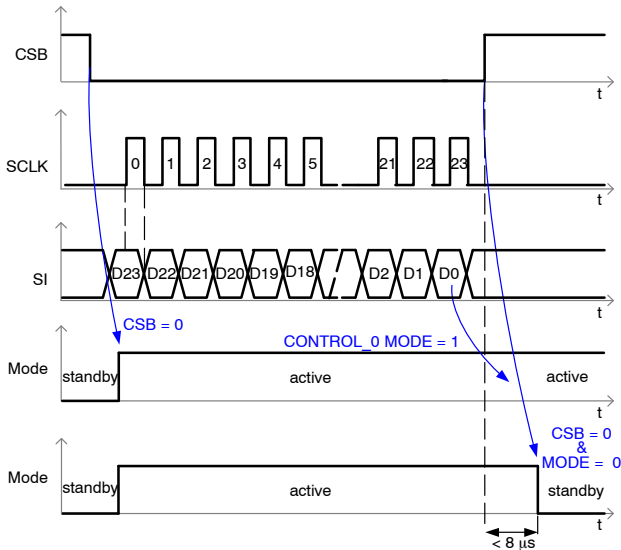 CSB
t
SCLK
0 1 2 3 4 5 21 22 23
t
SI
D23 D22 D21 D20 D19 D18 D2 D1 D0
t
CSB = 0
CONTROL_0 MODE = 1
Mode
standby active active
t
CSB = 0
&
MODE = 0
Mode
standby active standby
t
< 8 µs